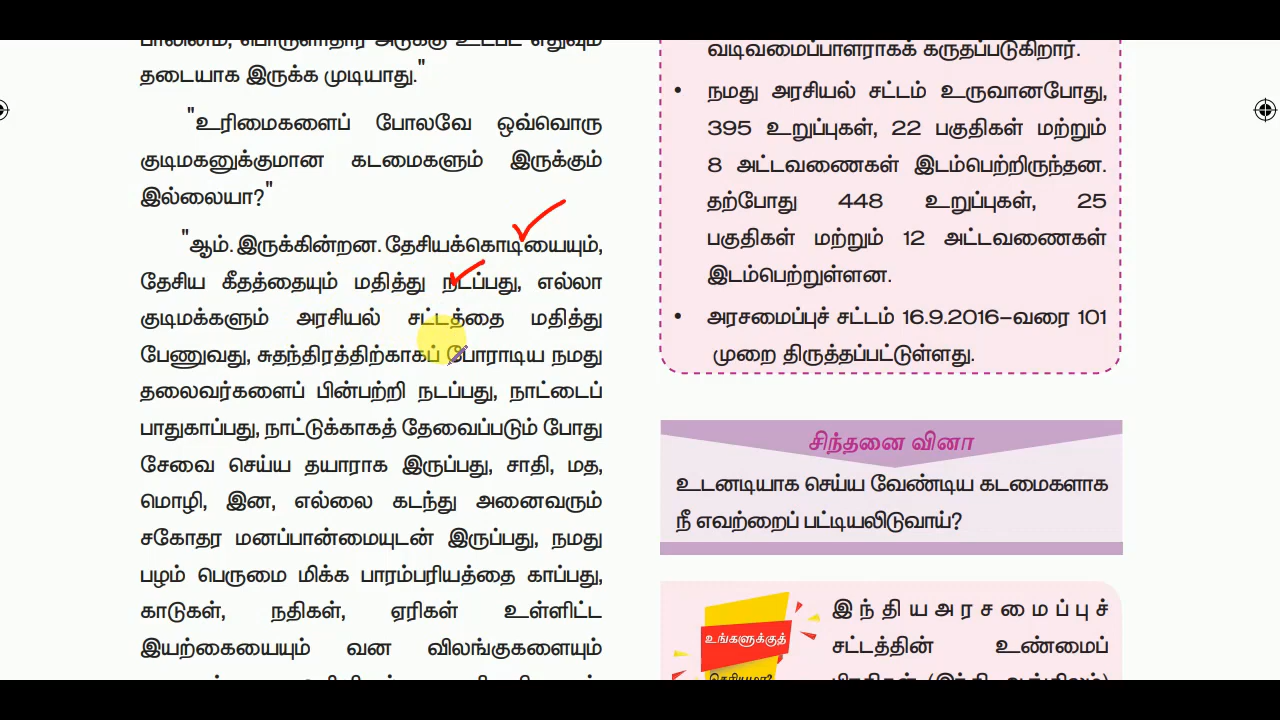 தடையாக இருக்க முடியாது."
"உரிமைகளைப் போலவே ஒவ்வொரு
குடிமகனுக்குமான கடமைகளும் இருக்கும்
இல்லையா?"
"ஆம். இருக்கின்றன. தேசியக்கொடியையும்,
தேசிய கீதத்தையும் மதித்து நடப்பது, எல்லா
குடிமக்களும் அரசியல் சட்டத்தை மதித்து
பேணுவது, சுதந்திரத்திற்காகப் போராடிய நமது
தலைவர்களைப் பின்பற்றி நடப்பது, நாட்டைப்
பாதுகாப்பது, நாட்டுக்காகத் தேவைப்படும் போது
சேவை செய்ய தயாராக இருப்பது, சாதி, மத,
மொழி, இன, எல்லை கடந்து அனைவரும்
சகோதர மனப்பான்மையுடன் இருப்பது, நமது
பழம் பெருமை மிக்க பாரம்பரியத்தை காப்பது,
காடுகள், நதிகள், ஏரிகள் உள்ளிட்ட
இயற்கையையும் வன விலங்குகளையும்
வடிவமைப்பாளராகக் கருதப்படுகிறார்.
• நமது அரசியல் சட்டம் உருவானபோது,
395 உறுப்புகள், 22 பகுதிகள் மற்றும்
8 அட்டவணைகள் இடம்பெற்றிருந்தன.
தற்போது 448 உறுப்புகள், 25
பகுதிகள் மற்றும் 12 அட்டவணைகள்
இடம்பெற்றுள்ளன.
• அரசமைப்புச் சட்டம் 16.9.2016–வரை 101
முறை திருத்தப்பட்டுள்ளது.
சிந்தனை வினா
உடனடியாக செய்ய வேண்டிய கடமைகளாக
நீ எவற்றைப் பட்டியலிடுவாய்?
உங்களுக்குத்
தெரியுமா?
இந்தியஅரசமைப்புச்
சட்டத்தின் உண்மைப்